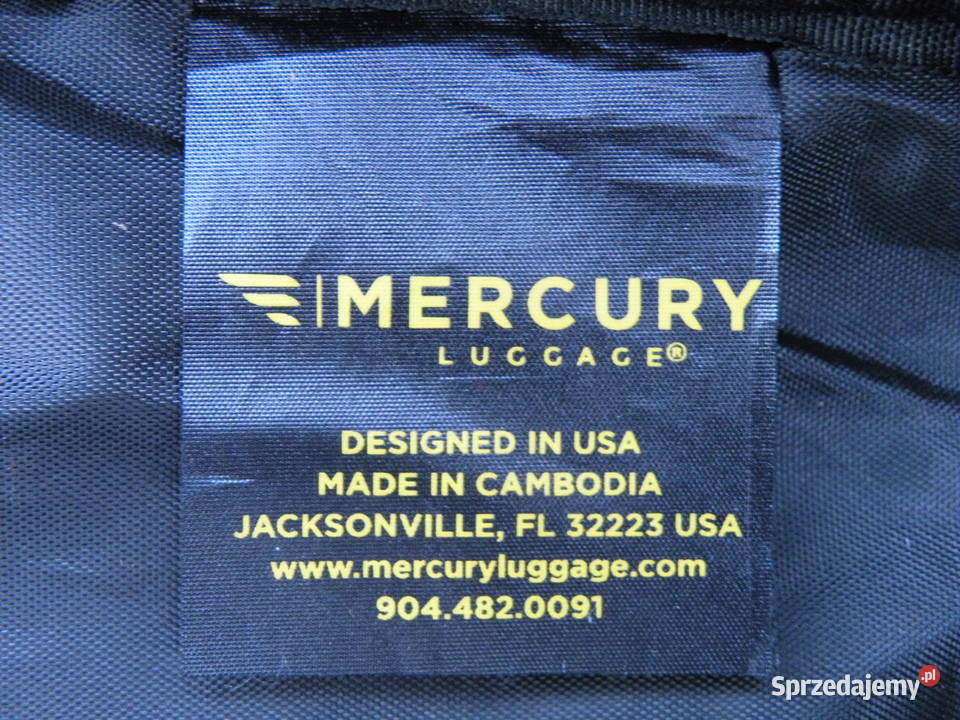 MERCURY
LUGGAGE®
DESIGNED IN USA
MADE IN CAMBODIA
JACKSONVILLE, FL 32223 USA
www.mercuryluggage.com
904.482.0091
Sprzedajemy.pl